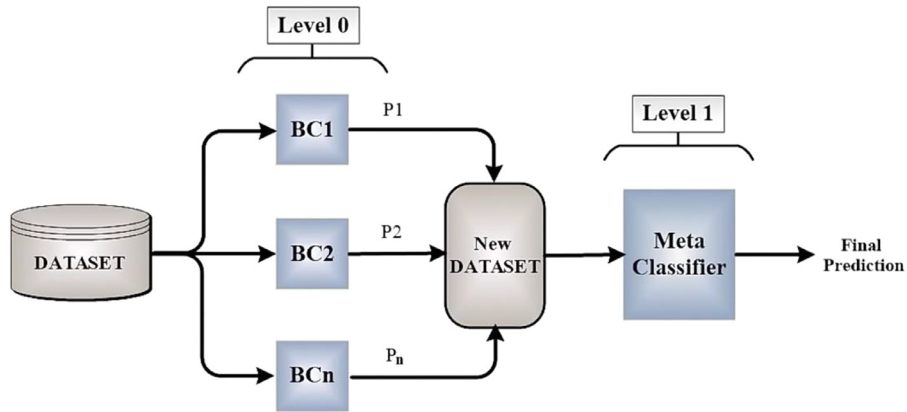 Level 0
BC1
P1
Level 1
DATASET
BC2
P2
New
DATASET
Meta
Classifier
Final
Prediction
BCn
Pn